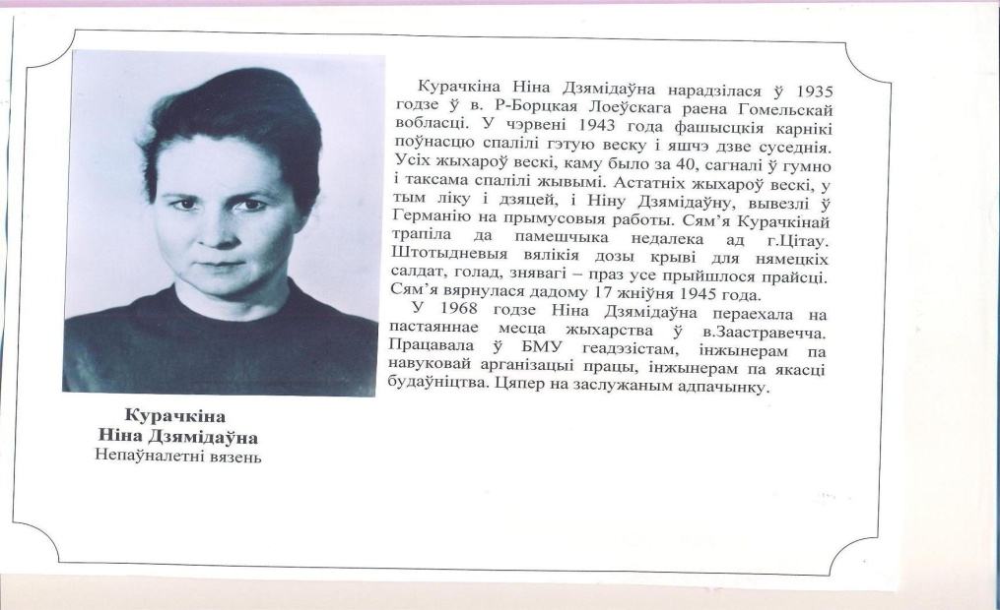 Курачкіна Ніна Дзямідаўна нарадзілася ў 1935
годзе ў в. Р-Борцкая Лоеўскага раена Гомельскай
вобласці. У чэрвені 1943 года фашысцкія карнікі
поўнасцю спалілі гэтую веску і яшчэ дзве суседнія.
Усіх жыхароў вескі, каму было за 40, сагналі ў гумно
і таксама спалілі жывымі. Астатніх жыхароў вескі, у
тым ліку і дзяцей, і Ніну Дзямідаўну, вывезлі ў
Германію на прымусовыя работы. Сям’я Курачкінай
трапіла да памешчыка недалека ад г.Цітау.
Штотыдневыя вялікія дозы крыві для нямецкіх
салдат, голад, знявагі – праз усе прыйшлося прайсці.
Сям’я вярнулася дадому 17 жніўня 1945 года.
У 1968 годзе Ніна Дзямідаўна пераехала на
пастаяннае месца жыхарства ў в.Заастравечча.
Працавала ў БМУ геадэзістам, інжынерам па
навуковай арганізацыі працы, інжынерам па якасці
будаўніцтва. Цяпер на заслужаным адпачынку.
Курачкіна
Ніна Дзямідаўна
Непаўналетні вязень